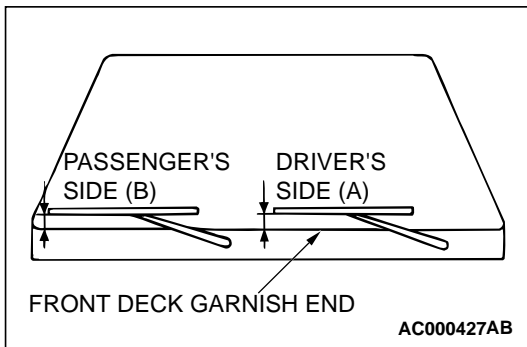 PASSENGER'S
SIDE (B)
DRIVER'S
SIDE (A)
FRONT DECK GARNISH END
AC000427AB